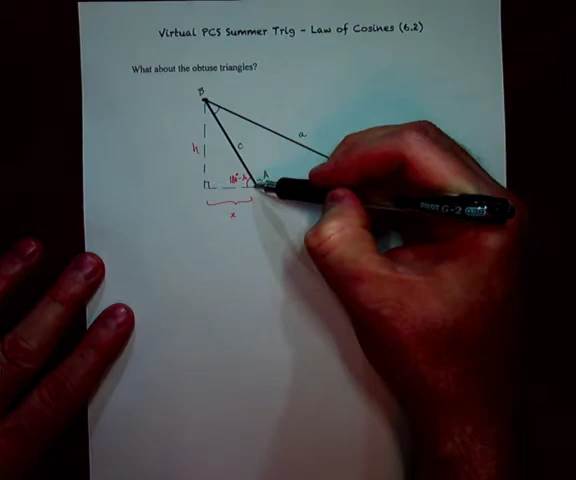 Virtual PCS Summer Trig - Law of Cosines (6.2)
What about the obtuse triangles?
B
a
c
h
180°-A
A
x
PILOT G-2